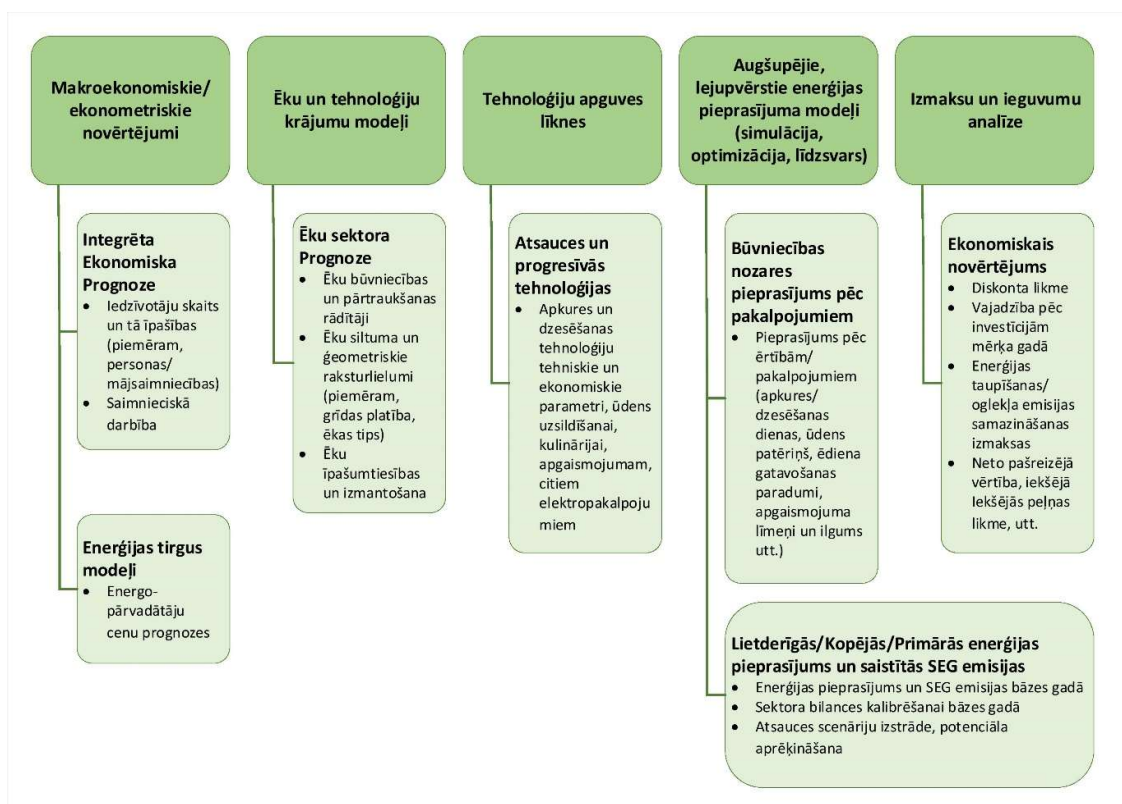 Makroekonomiskie/
ekonometriskie
novērtējumi
Integrēta
Ekonomiska
Prognoze
• Iedzīvotāju skaits
un tā īpašības
(piemēram,
personas/
mājsaimniecības)
• Saimnieciskā
darbība
Enerģijas tirgus
modeļi
• Energo-
pārvadātāju
cenu prognozes
Ēku un tehnoloģiju
krājumu modeļi
Ēku sektora
Prognoze
• Ēku būvniecības
un pārtraukšanas
rādītāji
• Ēku siltuma un
ģeometriskie
raksturlielumi
(piemēram,
grīdas platība,
ēkas tips)
• Ēku
īpašumtiesības
un izmantošana
Tehnoloģiju apguves
līknes
Atsauces un
progresīvās
tehnoloģijas
• Apkures un
dzesēšanas
tehnoloģiju
tehniskie un
ekonomiskie
parametri, ūdens
uzsildīšanai,
kulinārijai,
apgaismojumam,
citiem
elektropakalpoju
miem
Augšupējie,
lejupvērstie enerģijas
pieprasījuma modeļi
(simulācija,
optimizācija, līdzsvars)
Būvniecības
nozares
pieprasījums pēc
pakalpojumiem
• Pieprasījums pēc
ērtībām/
pakalpojumiem
(apkures/
dzesēšanas
dienas, ūdens
patēriņš, ēdiena
gatavošanas
paradumi,
apgaismojuma
līmeņi un ilgums
utt.)
Lietderīgās/Kopējās/Primārās enerģijas
pieprasījums un saistītās SEG emisijas
• Enerģijas pieprasījums un SEG emisijas bāzes gadā
• Sektora bilances kalibrēšanai bāzes gadā
• Atsauces scenāriju izstrāde, potenciāla
aprēķināšana
Izmaksu un ieguvumu
analīze
Ekonomiskais
novērtējums
• Diskonta likme
• Vajadzība pēc
investīcijām
mērķa gadā
• Enerģijas
taupīšanas/
oglekļa emisijas
samazināšanas
izmaksas
• Neto pašreizējā
vērtība, iekšējā
Iekšējās peļņas
likme, utt.